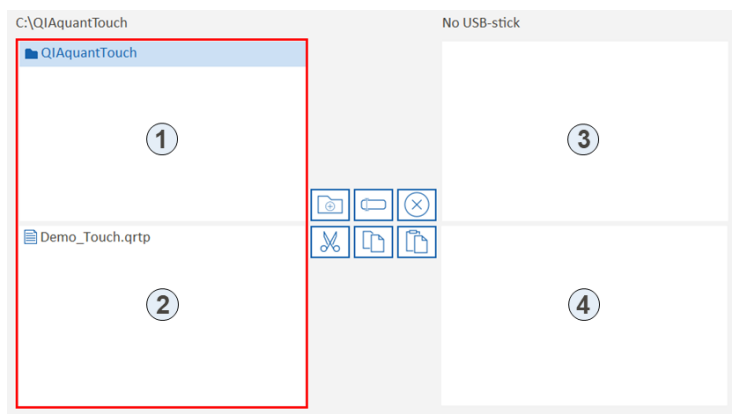 C:\QIAquantTouch
No USB-stick
QIAquantTouch
1
3
Demo_Touch.qrtp
2
4